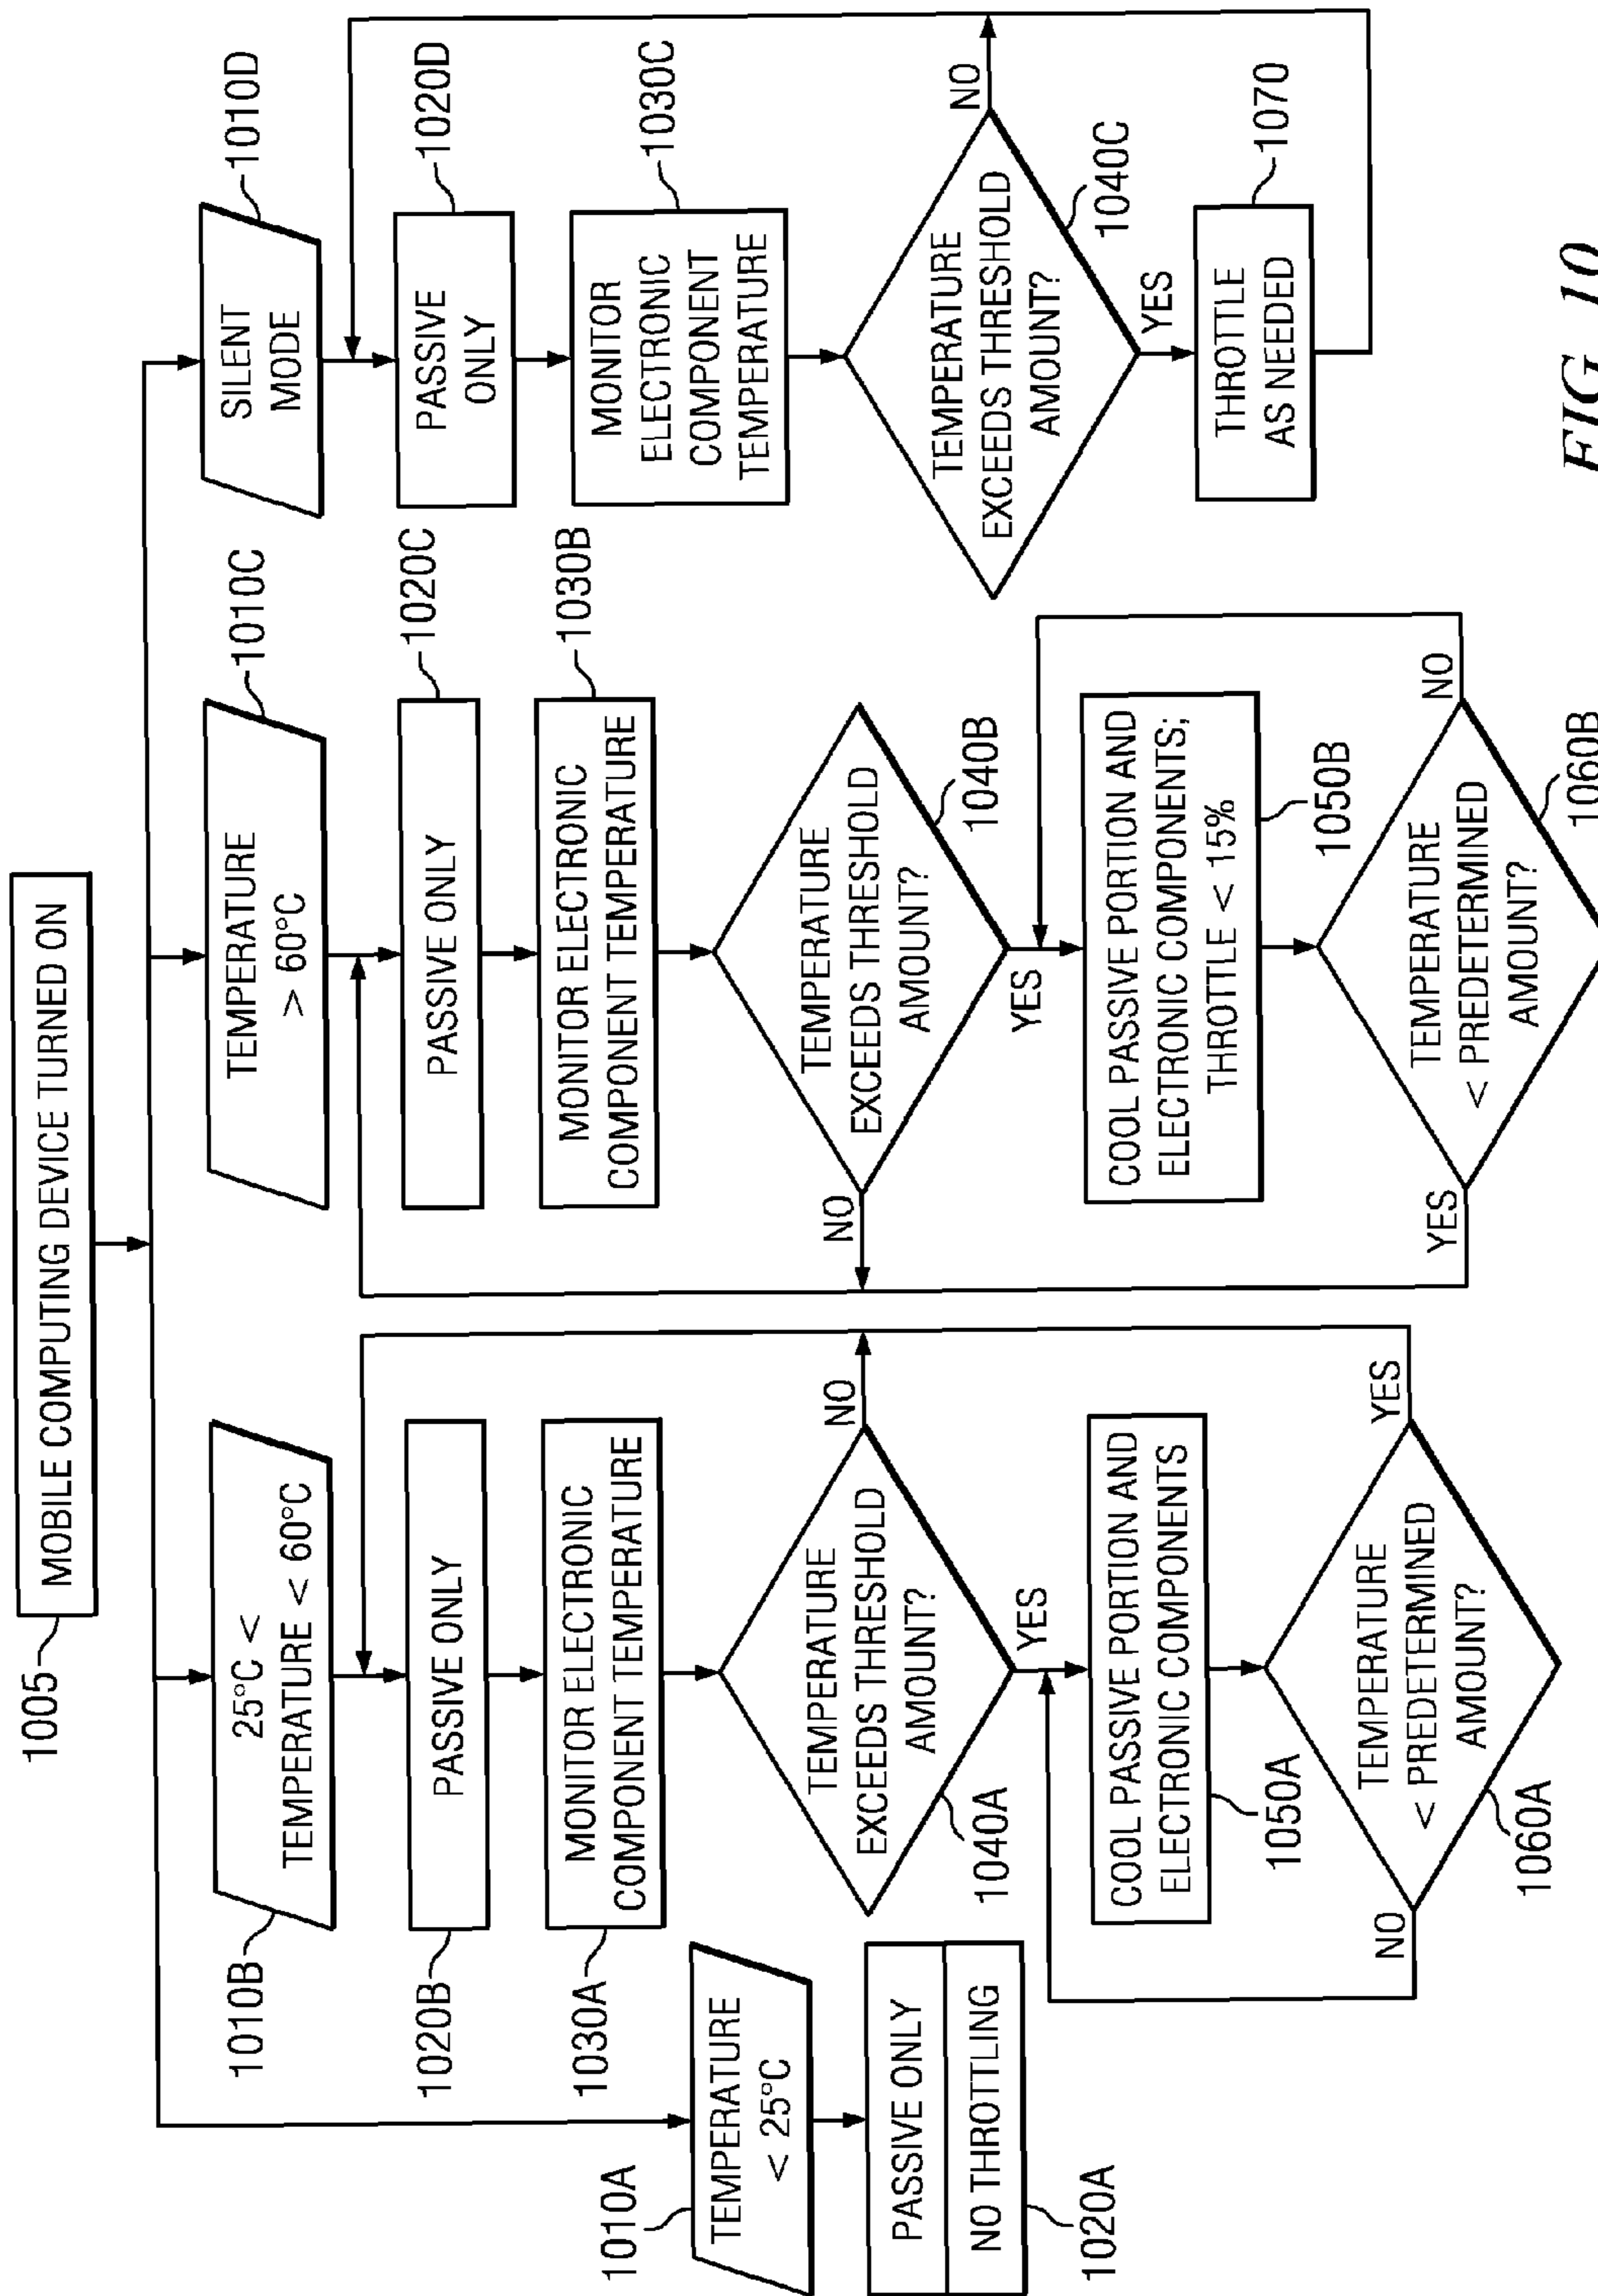 1005
MOBILE COMPUTING DEVICE TURNED ON
1010A
TEMPERATURE
< 25°C
PASSIVE ONLY
NO THROTTLING
1020A
1010B
25°C <
TEMPERATURE < 60°C
1020B
PASSIVE ONLY
1030A
MONITOR ELECTRONIC
COMPONENT TEMPERATURE
TEMPERATURE
EXCEEDS THRESHOLD
AMOUNT?
1040A
NO
YES
COOL PASSIVE PORTION AND
ELECTRONIC COMPONENTS
1050A
TEMPERATURE
< PREDETERMINED
AMOUNT?
1060A
NO
YES
TEMPERATURE
> 60°C
1010C
PASSIVE ONLY
1020C
MONITOR ELECTRONIC
COMPONENT TEMPERATURE
1030B
TEMPERATURE
EXCEEDS THRESHOLD
AMOUNT?
1040B
NO
YES
COOL PASSIVE PORTION AND
ELECTRONIC COMPONENTS;
THROTTLE < 15%
1050B
TEMPERATURE
< PREDETERMINED
AMOUNT?
1060B
YES
NO
SILENT
MODE
1010D
PASSIVE
ONLY
1020D
MONITOR
ELECTRONIC
COMPONENT
TEMPERATURE
1030C
TEMPERATURE
EXCEEDS THRESHOLD
AMOUNT?
1040C
NO
YES
THROTTLE
AS NEEDED
1070
FIG. 10